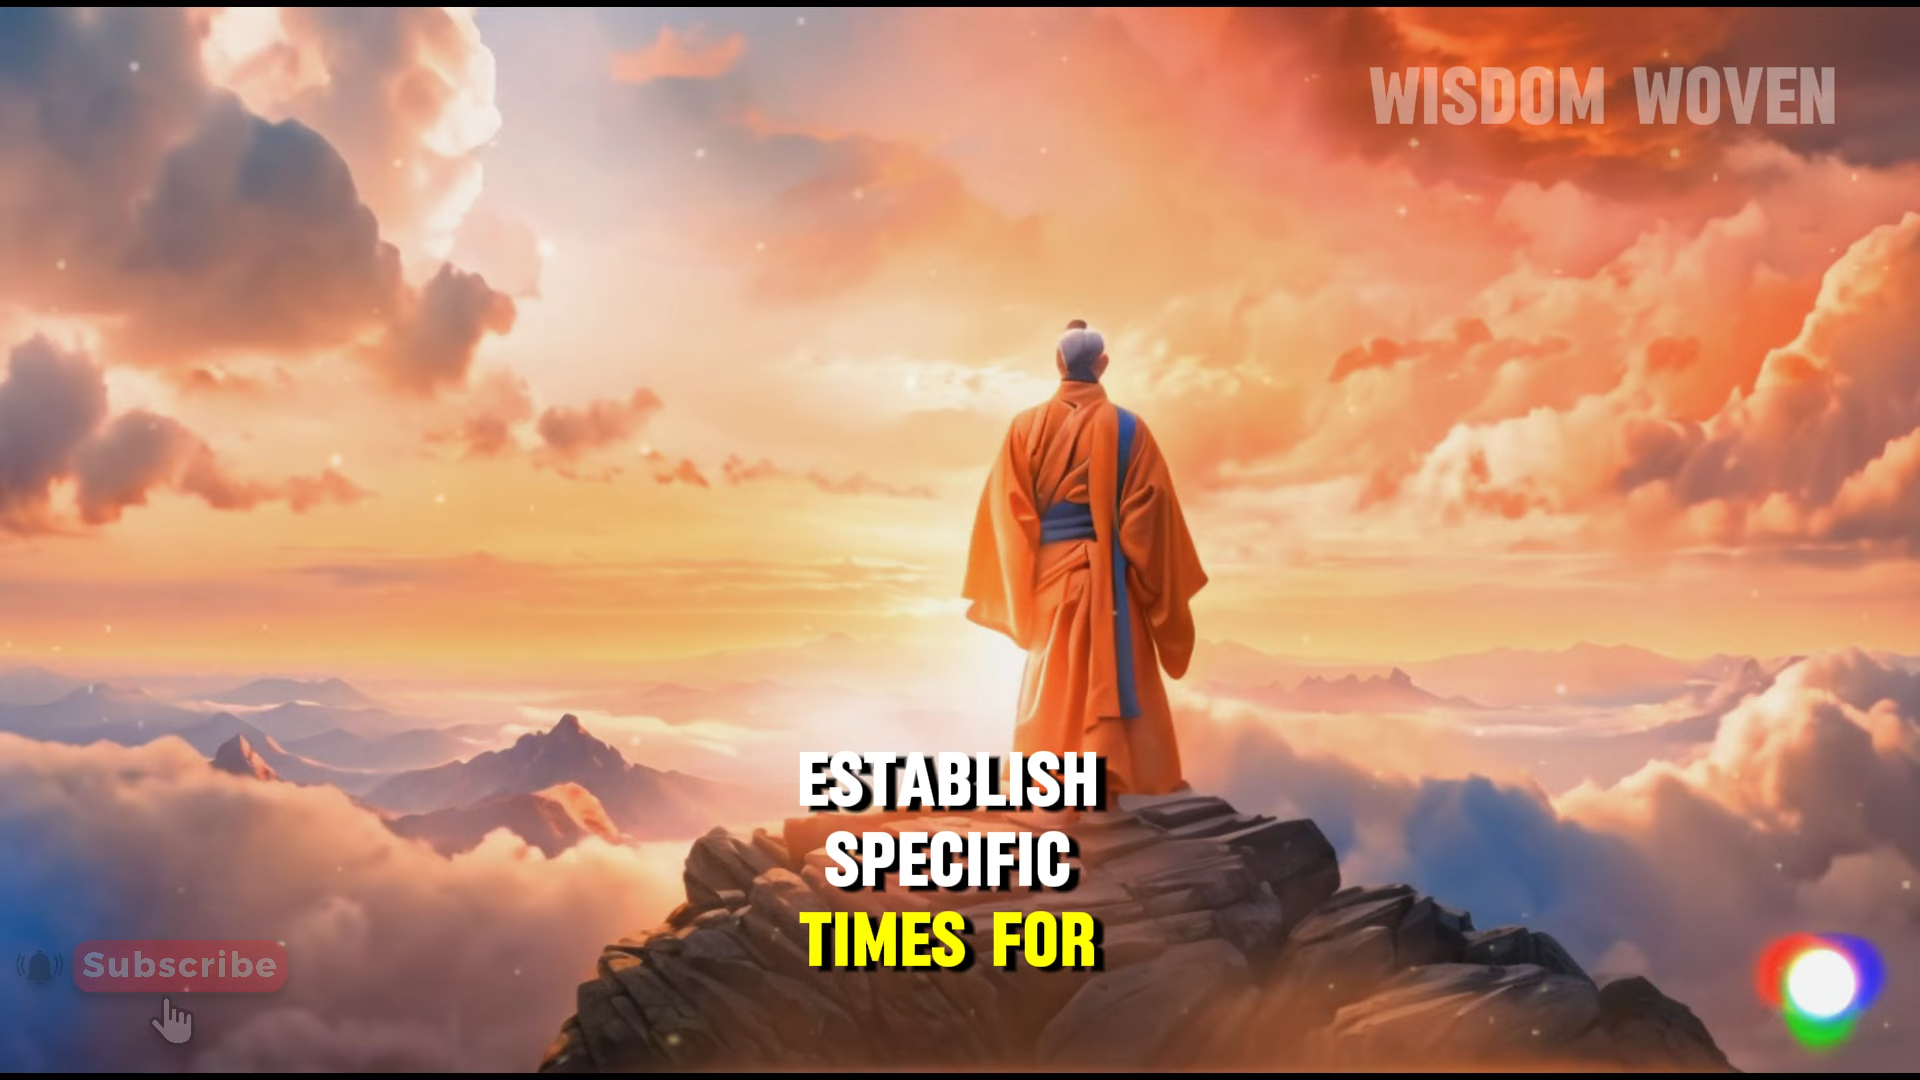 WISDOM WOVEN
ESTABLISH
SPECIFIC
TIMES FOR
Subscribe